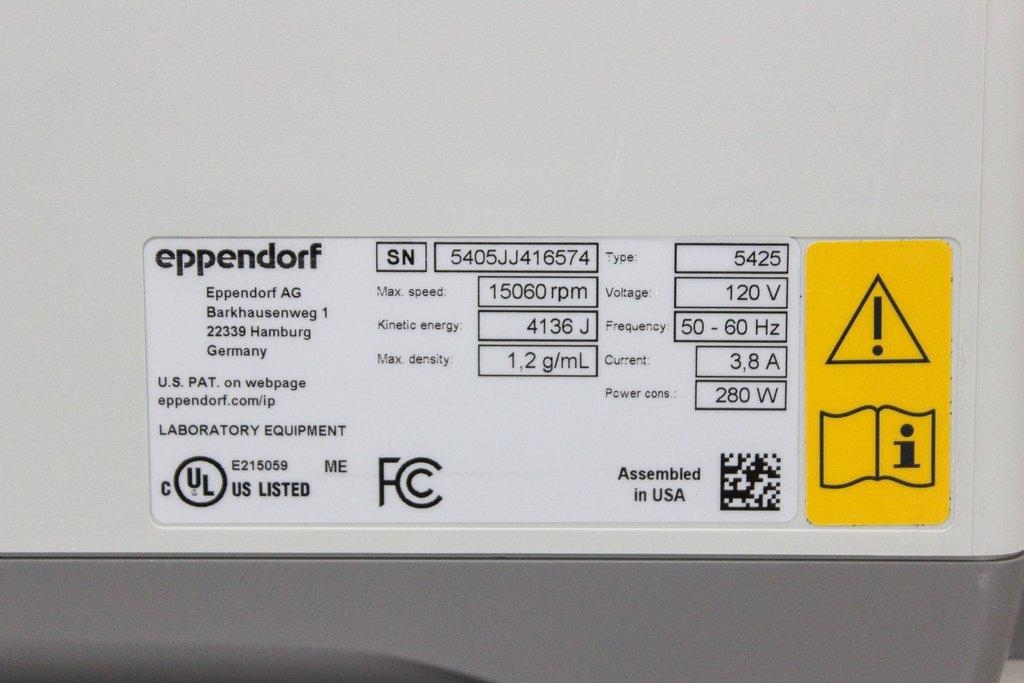 eppendorf
Eppendorf AG
Barkhausenweg 1
22339 Hamburg
Germany
U.S. PAT. on webpage
eppendorf.com/ip
LABORATORY EQUIPMENT
C UL US LISTED
E215059 ME
FC
SN 5405JJ416574
Max. speed: 15060 rpm
Kinetic energy: 4136 J
Max. density: 1,2 g/mL
Type: 5425
Voltage: 120 V
Frequency: 50 - 60 Hz
Current: 3,8 A
Power cons.: 280 W
Assembled
in USA